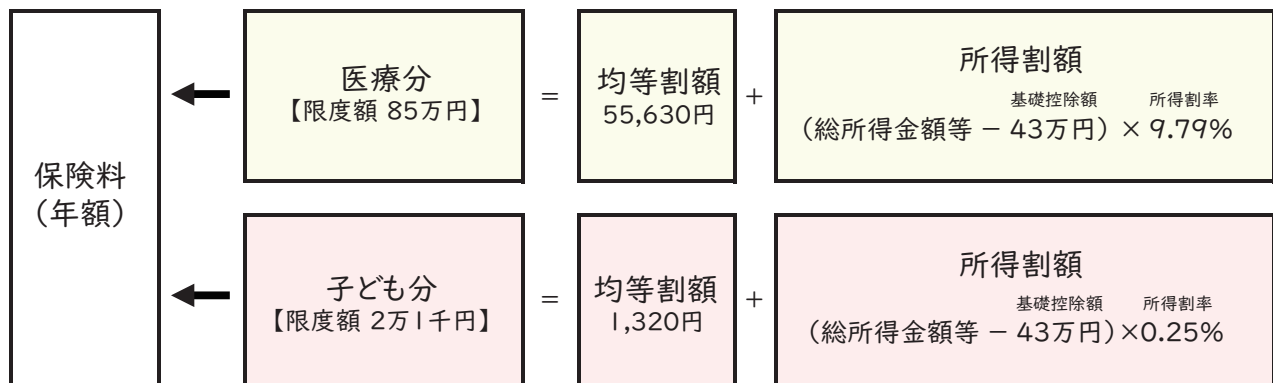 保険料
(年額)
医療分
【限度額 85万円】
=
均等割額
55,630円
+
所得割額
基礎控除額 所得割率
(総所得金額等 − 43万円) × 9.79%
子ども分
【限度額 2万1千円】
=
均等割額
1,320円
+
所得割額
基礎控除額 所得割率
(総所得金額等 − 43万円)×0.25%